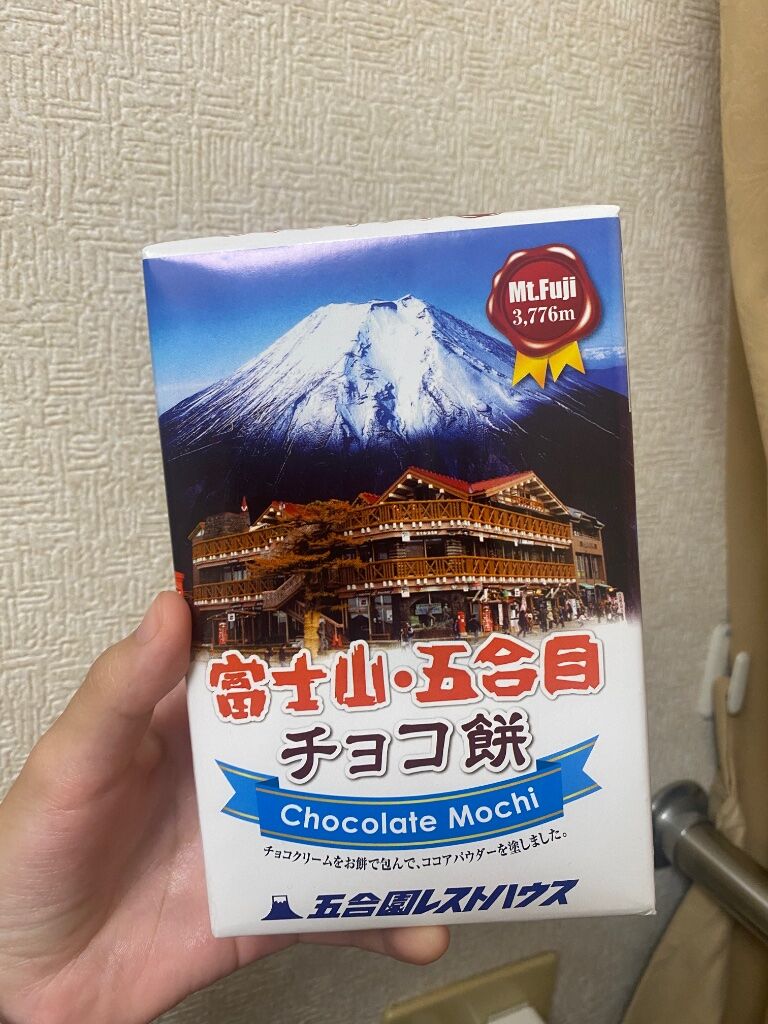 Mt.Fuji
3,776m
富士山・五合目
チョコ餅
Chocolate Mochi
チョコクリームをお餅で包んで、ココアパウダーを塗しました。
五合園レストハウス